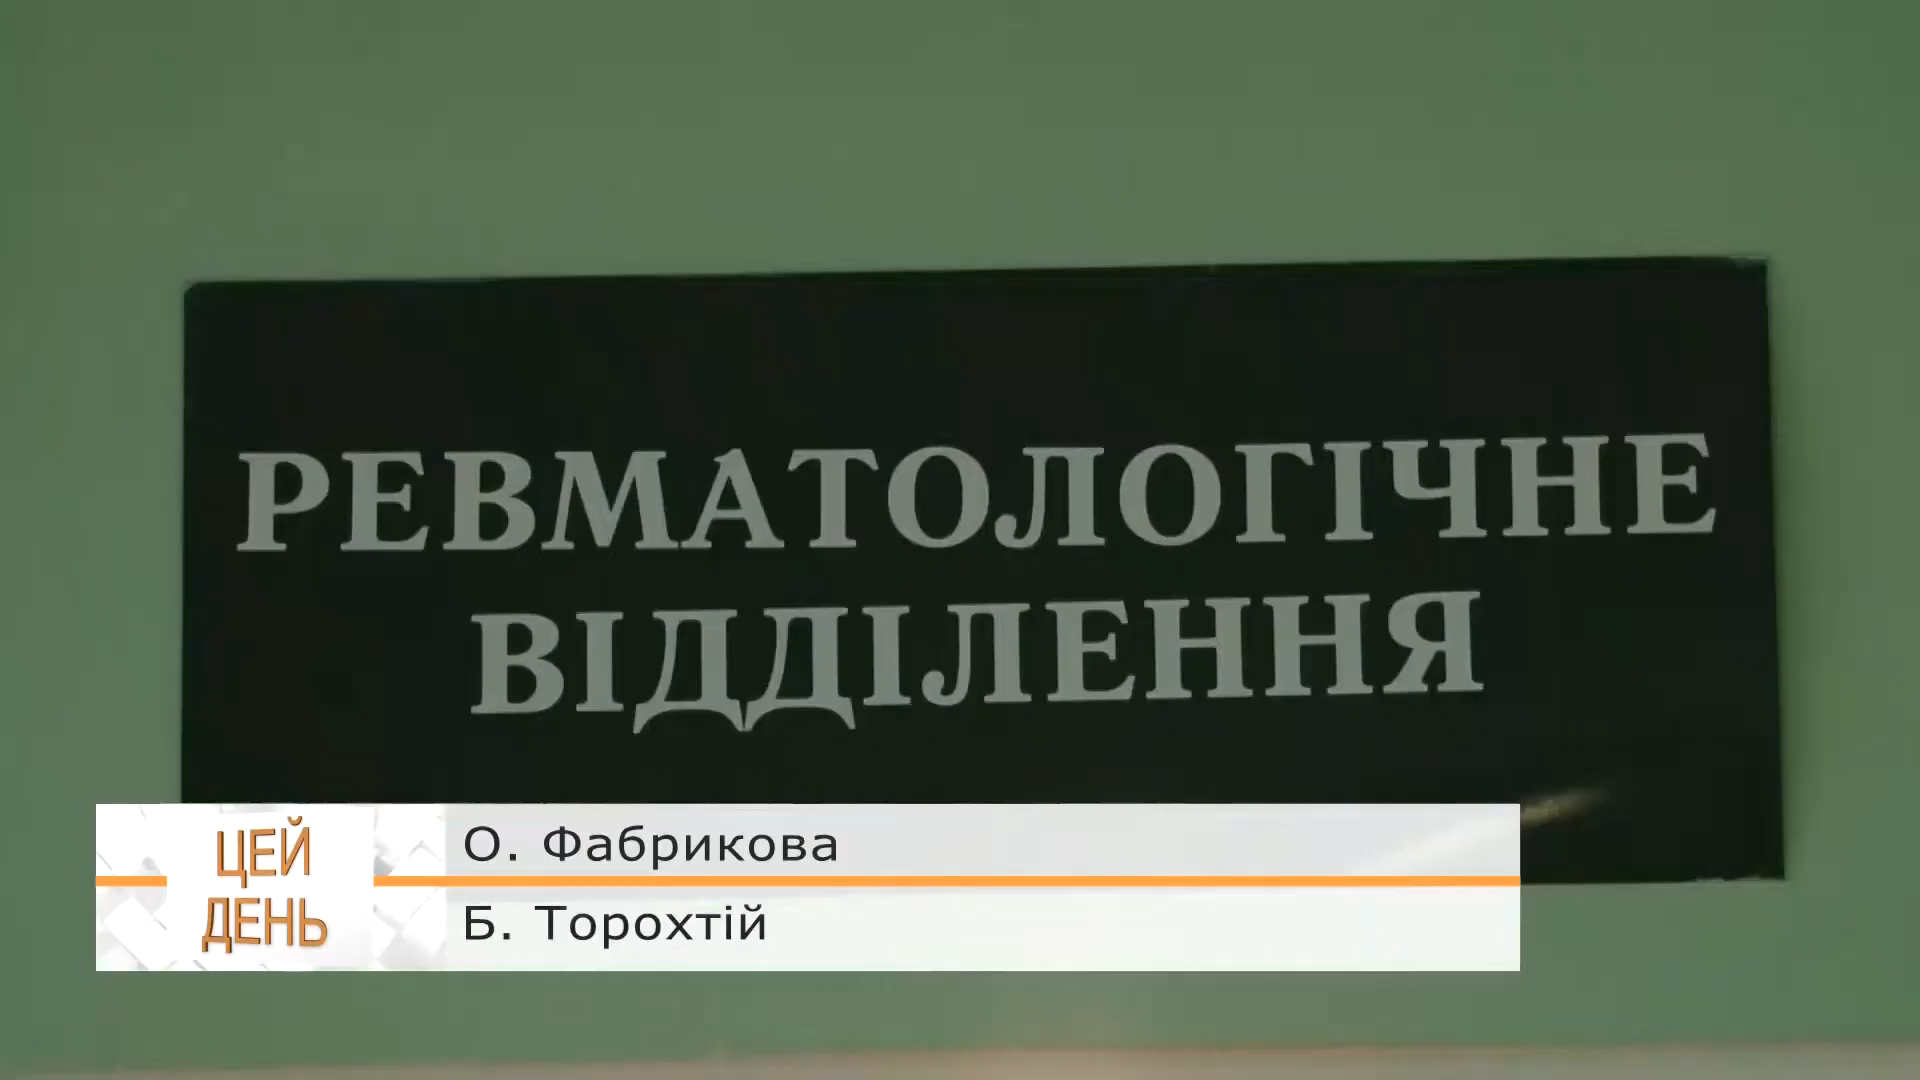 РЕВМАТОЛОГІЧНЕ
ВІДДІЛЕННЯ
ЦЕЙ
ДЕНЬ
О. Фабрикова
Б. Торохтій